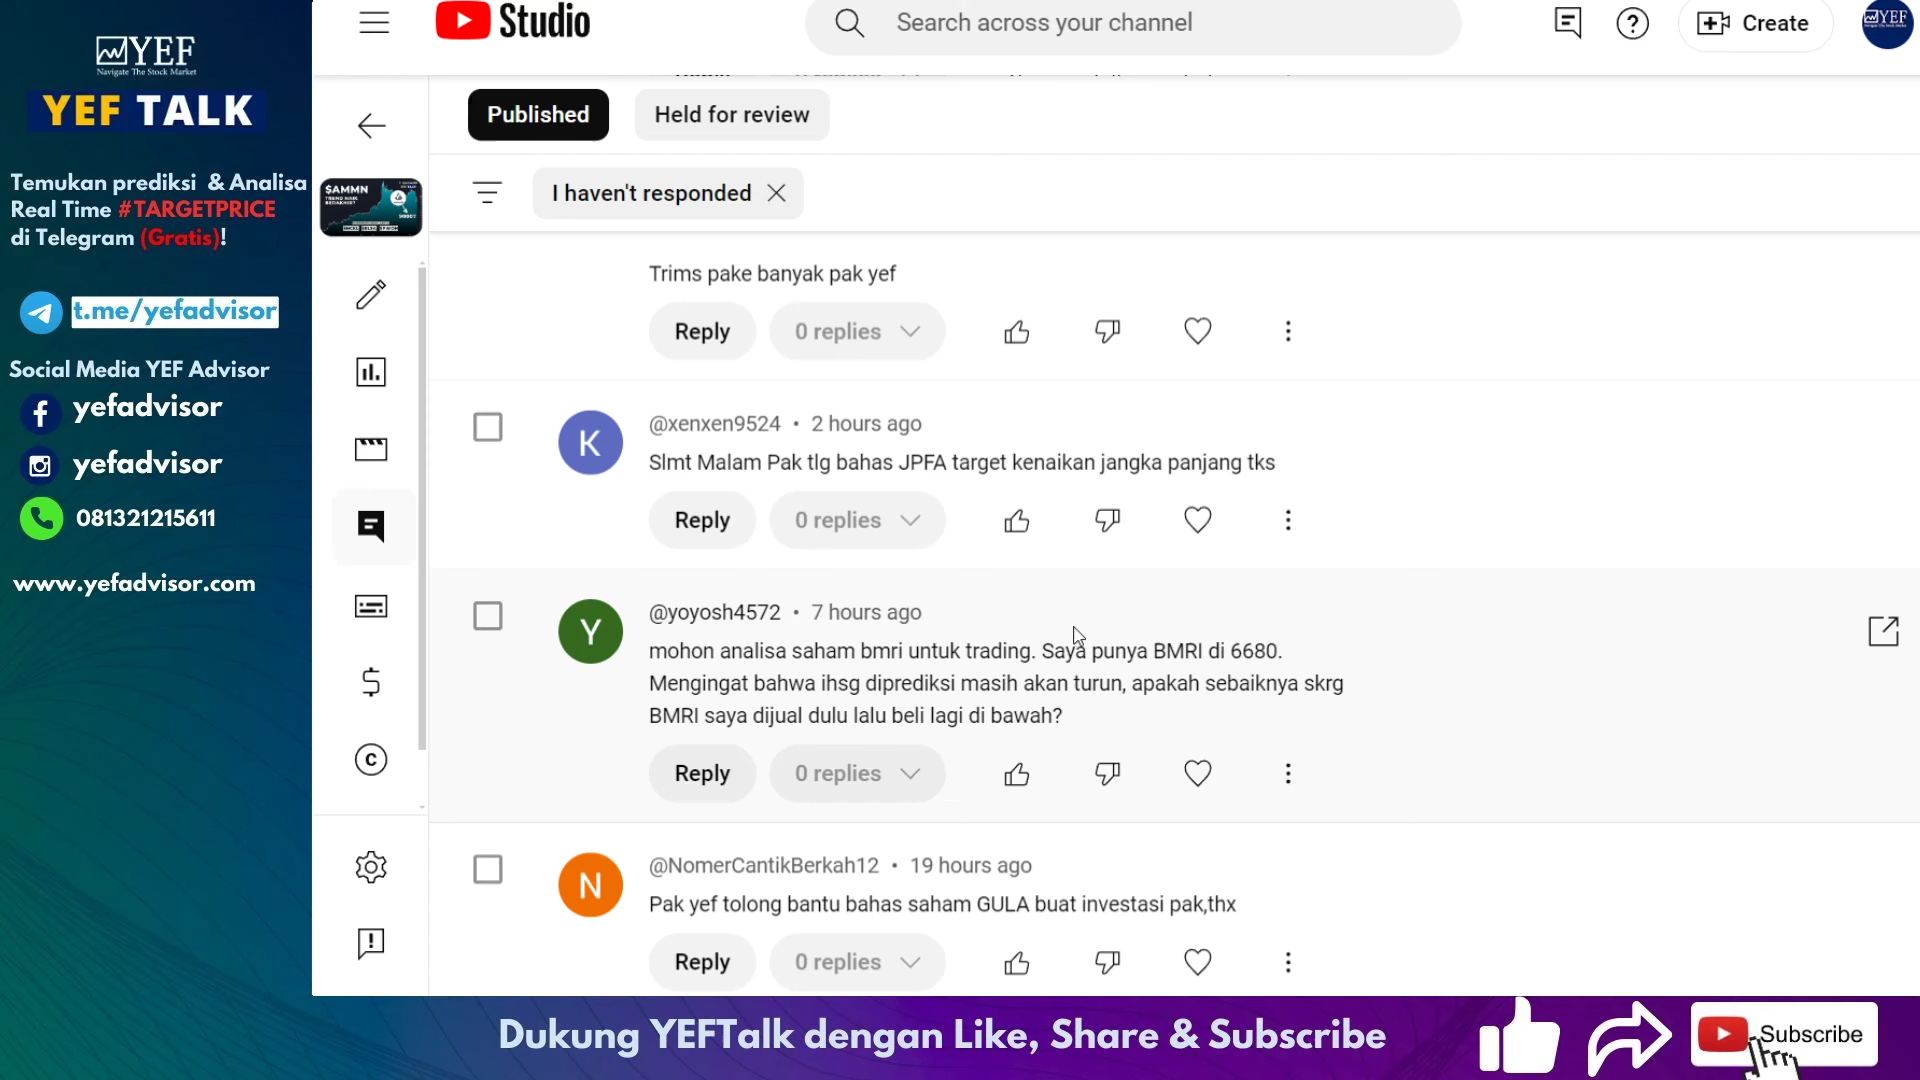 YEF
Navigate The Stock Market
YEF TALK
Temukan prediksi & Analisa
Real Time #TARGETPRICE
di Telegram (Gratis)!
t.me/yefadvisor
Social Media YEF Advisor
yefadvisor
yefadvisor
081321215611
www.yefadvisor.com
Studio
Search across your channel
?
Create
YEF
Published
Held for review
$AMMN
I haven't responded
Trims pake banyak pak yef
Reply
0 replies
K
@xenxen9524 • 2 hours ago
Slmt Malam Pak tlg bahas JPFA target kenaikan jangka panjang tks
Reply
0 replies
Y
@yoyosh4572 • 7 hours ago
mohon analisa saham bmri untuk trading. Saya punya BMRI di 6680.
Mengingat bahwa ihsg diprediksi masih akan turun, apakah sebaiknya skrg
BMRI saya dijual dulu lalu beli lagi di bawah?
Reply
0 replies
N
@NomerCantikBerkah12 • 19 hours ago
Pak yef tolong bantu bahas saham GULA buat investasi pak,thx
Reply
0 replies
Dukung YEFTalk dengan Like, Share & Subscribe
Subscribe